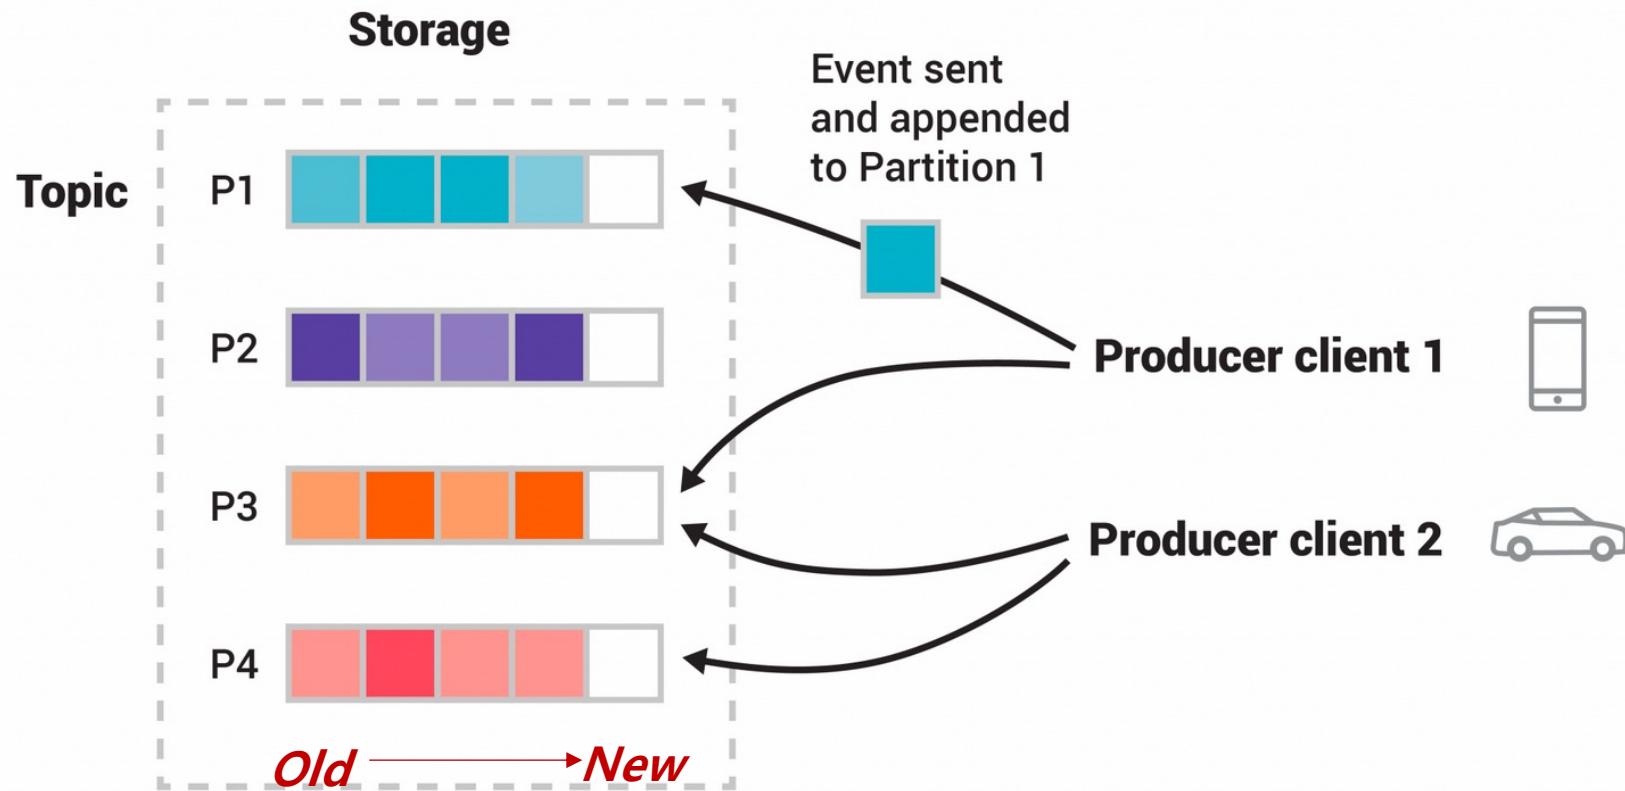 Storage
Event sent
and appended
to Partition 1
Topic
P1
P2
Producer client 1
P3
Producer client 2
P4
Old
New